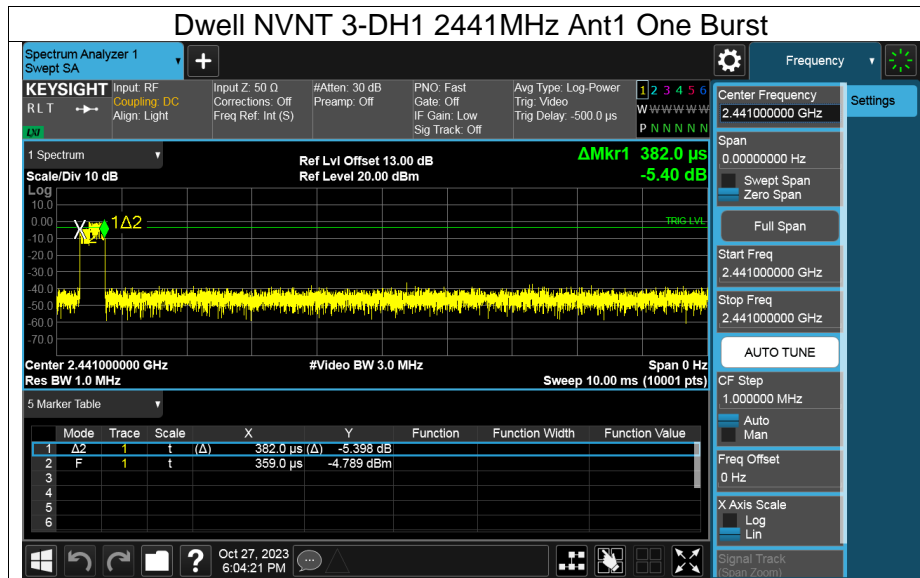 Dwell NVNT 3-DH1 2441MHz Ant1 One Burst
Spectrum Analyzer 1
Swept SA
+
Frequency
KEYSIGHT
R L T
LXI
Input: RF
Coupling: DC
Align: Light
Input Z: 50 Ω
Corrections: Off
Freq Ref: Int (S)
#Atten: 30 dB
Preamp: Off
PNO: Fast
Gate: Off
IF Gain: Low
Sig Track: Off
Avg Type: Log-Power
Trig: Video
Trig Delay: -500.0 µs
1 2 3 4 5 6
W W W W W W
P N N N N N
1 Spectrum
Scale/Div 10 dB
Ref Lvl Offset 13.00 dB
Ref Level 20.00 dBm
ΔMkr1 382.0 µs
-5.40 dB
Log
10.0
0.00
-10.0
-20.0
-30.0
-40.0
-50.0
-60.0
-70.0
1Δ2
TRIG LVL
Center 2.441000000 GHz
Res BW 1.0 MHz
#Video BW 3.0 MHz
Span 0 Hz
Sweep 10.00 ms (10001 pts)
5 Marker Table
Mode Trace Scale X Y Function Function Width Function Value
1 Δ2 1 t (Δ) 382.0 µs (Δ) -5.398 dB
2 F 1 t 359.0 µs -4.789 dBm
3
4
5
6
?
Oct 27, 2023
6:04:21 PM
Center Frequency
2.441000000 GHz
Span
0.00000000 Hz
Swept Span
Zero Span
Full Span
Start Freq
2.441000000 GHz
Stop Freq
2.441000000 GHz
AUTO TUNE
CF Step
1.000000 MHz
Auto
Man
Freq Offset
0 Hz
X Axis Scale
Log
Lin
Signal Track
(Span Zoom)
Settings